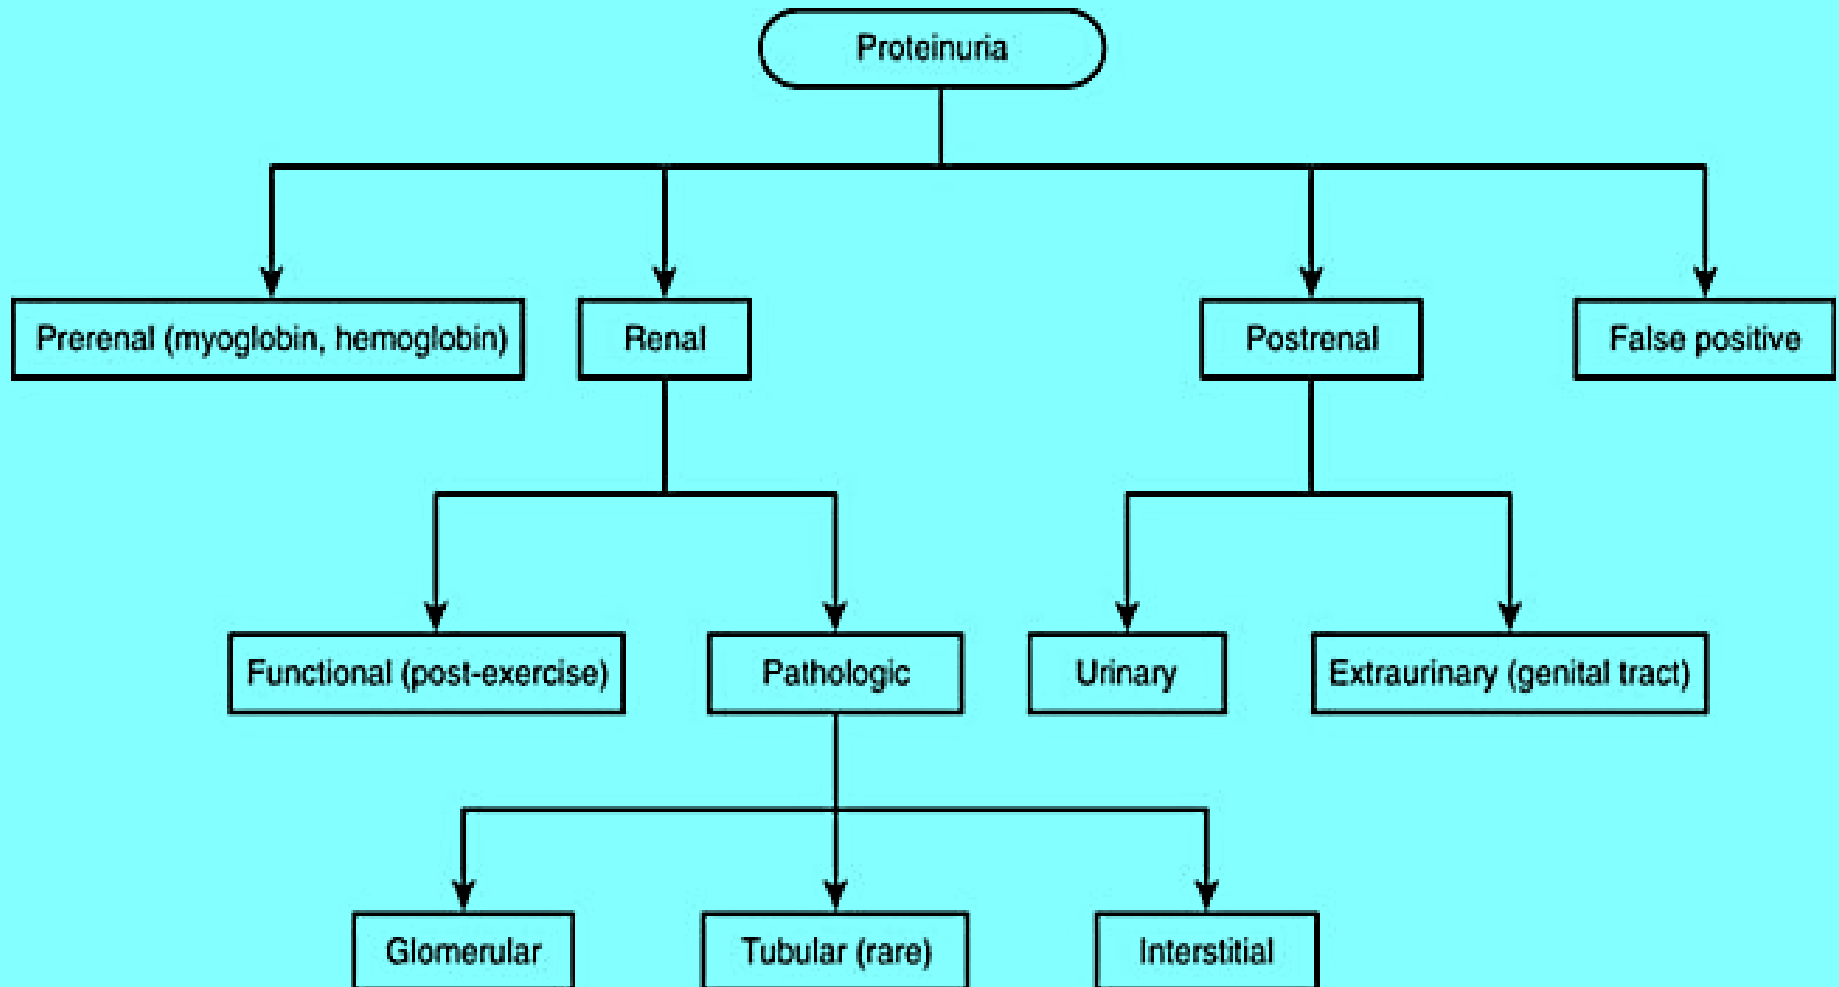 Proteinuria
Prerenal (myoglobin, hemoglobin)
Renal
Postrenal
False positive
Functional (post-exercise)
Pathologic
Urinary
Extraurinary (genital tract)
Glomerular
Tubular (rare)
Interstitial